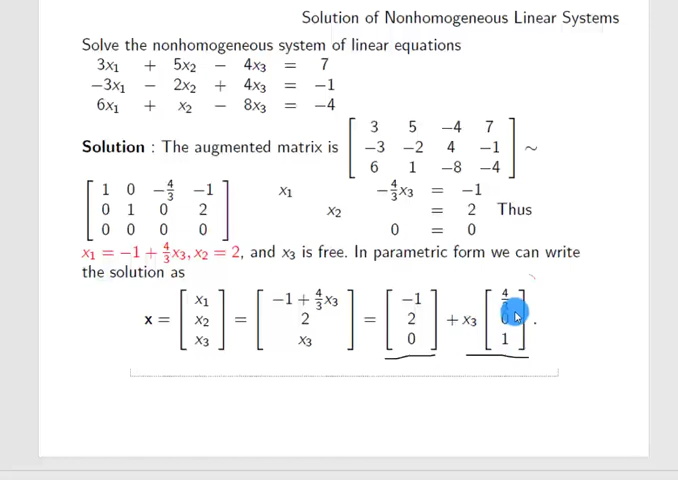 Solution of Nonhomogeneous Linear Systems
Solve the nonhomogeneous system of linear equations
3x₁ + 5x₂ − 4x₃ = 7
−3x₁ − 2x₂ + 4x₃ = −1
6x₁ + x₂ − 8x₃ = −4
Solution : The augmented matrix is [ 3 5 −4 7 ; −3 −2 4 −1 ; 6 1 −8 −4 ] ∼
[ 1 0 −4/3 −1 ; 0 1 0 2 ; 0 0 0 0 ]
x₁ −4/3x₃ = −1
x₂ = 2 Thus
0 = 0
x₁ = −1 + 4/3x₃, x₂ = 2, and x₃ is free. In parametric form we can write
the solution as
x = [ x₁ ; x₂ ; x₃ ] = [ −1 + 4/3x₃ ; 2 ; x₃ ] = [ −1 ; 2 ; 0 ] + x₃ [ 4/3 ; 0 ; 1 ] .